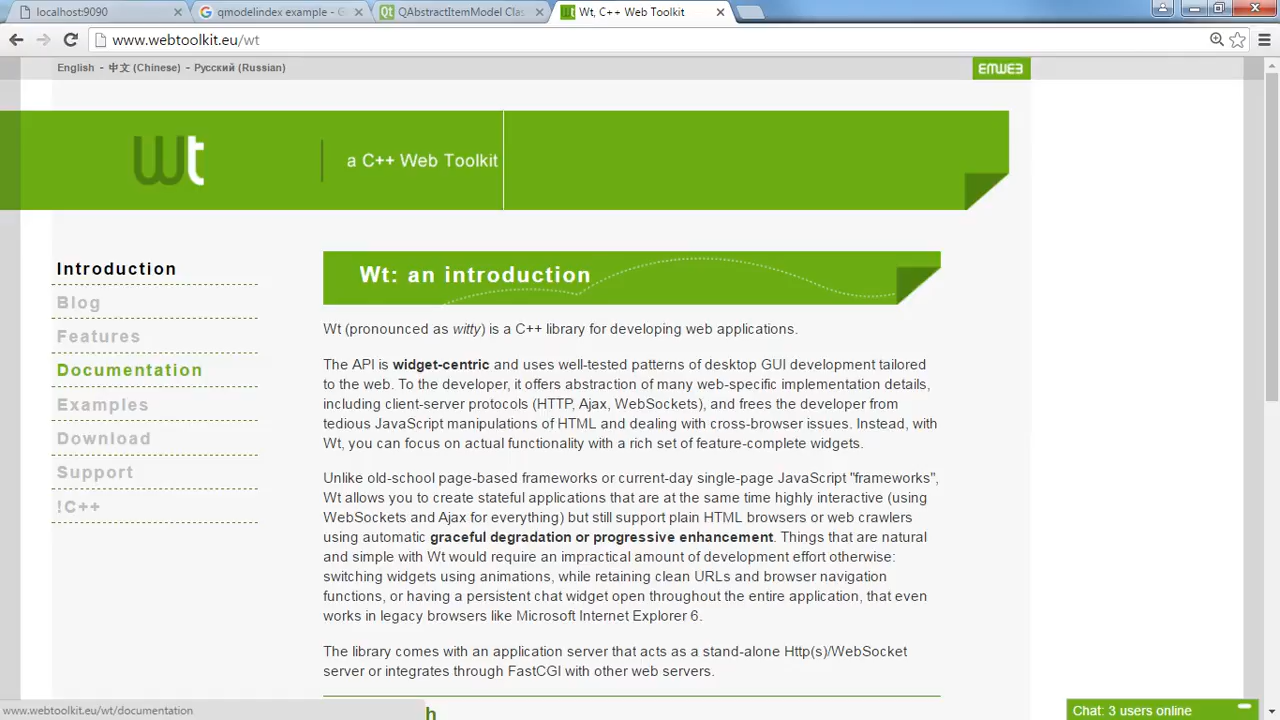 localhost:9090
qmodelindex example - G
QAbstractItemModel Clas
Wt, C++ Web Toolkit
www.webtoolkit.eu/wt
English - 中文 (Chinese) - Русский (Russian)
EMWEB
Wt
a C++ Web Toolkit
Introduction
Blog
Features
Documentation
Examples
Download
Support
!C++
Wt: an introduction
Wt (pronounced as witty) is a C++ library for developing web applications.
The API is widget-centric and uses well-tested patterns of desktop GUI development tailored
to the web. To the developer, it offers abstraction of many web-specific implementation details,
including client-server protocols (HTTP, Ajax, WebSockets), and frees the developer from
tedious JavaScript manipulations of HTML and dealing with cross-browser issues. Instead, with
Wt, you can focus on actual functionality with a rich set of feature-complete widgets.
Unlike old-school page-based frameworks or current-day single-page JavaScript "frameworks",
Wt allows you to create stateful applications that are at the same time highly interactive (using
WebSockets and Ajax for everything) but still support plain HTML browsers or web crawlers
using automatic graceful degradation or progressive enhancement. Things that are natural
and simple with Wt would require an impractical amount of development effort otherwise:
switching widgets using animations, while retaining clean URLs and browser navigation
functions, or having a persistent chat widget open throughout the entire application, that even
works in legacy browsers like Microsoft Internet Explorer 6.
The library comes with an application server that acts as a stand-alone Http(s)/WebSocket
server or integrates through FastCGI with other web servers.
www.webtoolkit.eu/wt/documentation
Chat: 3 users online